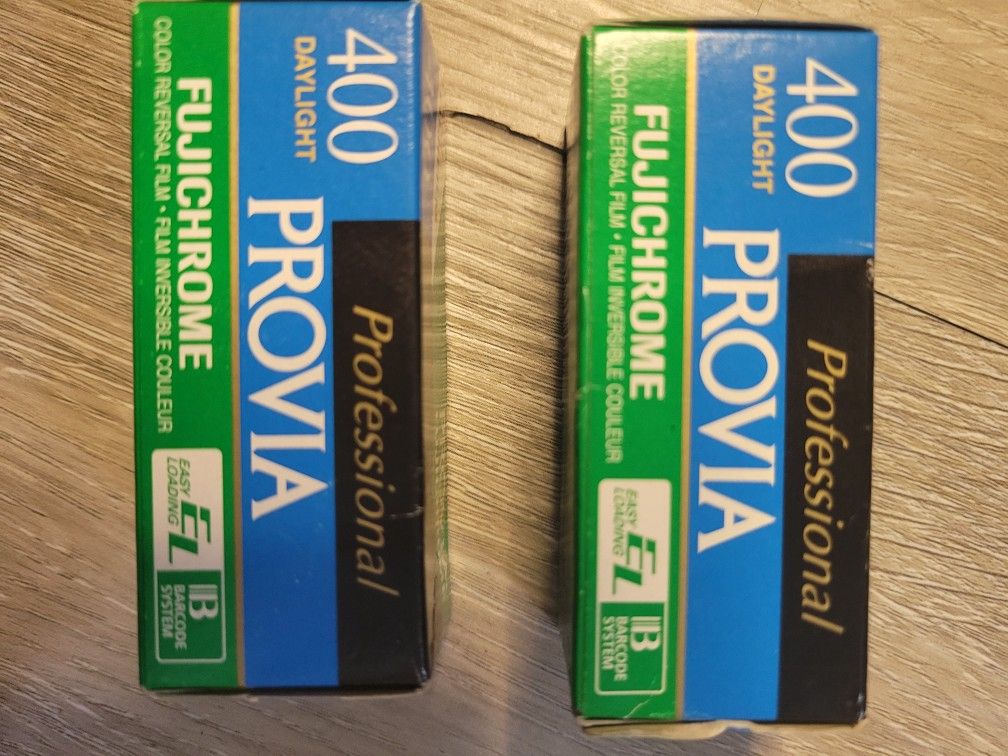 400
DAYLIGHT
PROVIA
Professional
FUJICHROME
COLOR REVERSAL FILM • FILM INVERSIBLE COULEUR
EASY
LOADING
EL
B
BARCODE
SYSTEM
400
DAYLIGHT
PROVIA
Professional
FUJICHROME
COLOR REVERSAL FILM • FILM INVERSIBLE COULEUR
EASY
LOADING
EL
B
BARCODE
SYSTEM